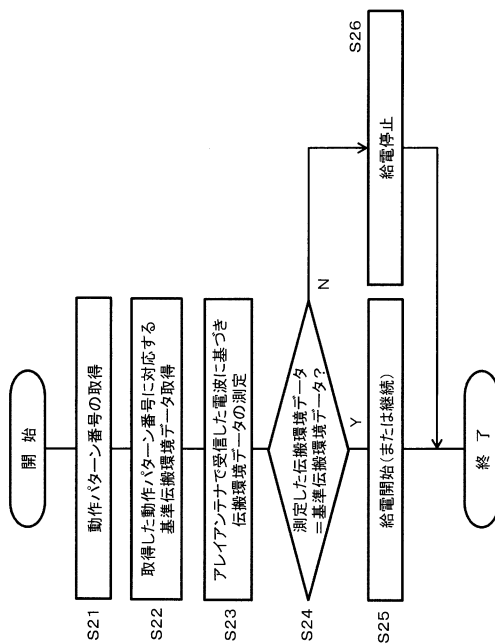 開 始
S21
動作パターン番号の取得
S22
取得した動作パターン番号に対応する
基準伝搬環境データ取得
S23
アレイアンテナで受信した電波に基づき
伝搬環境データの測定
S24
測定した伝搬環境データ
=基準伝搬環境データ?
N
Y
S25
給電開始(または継続)
S26
給電停止
終 了